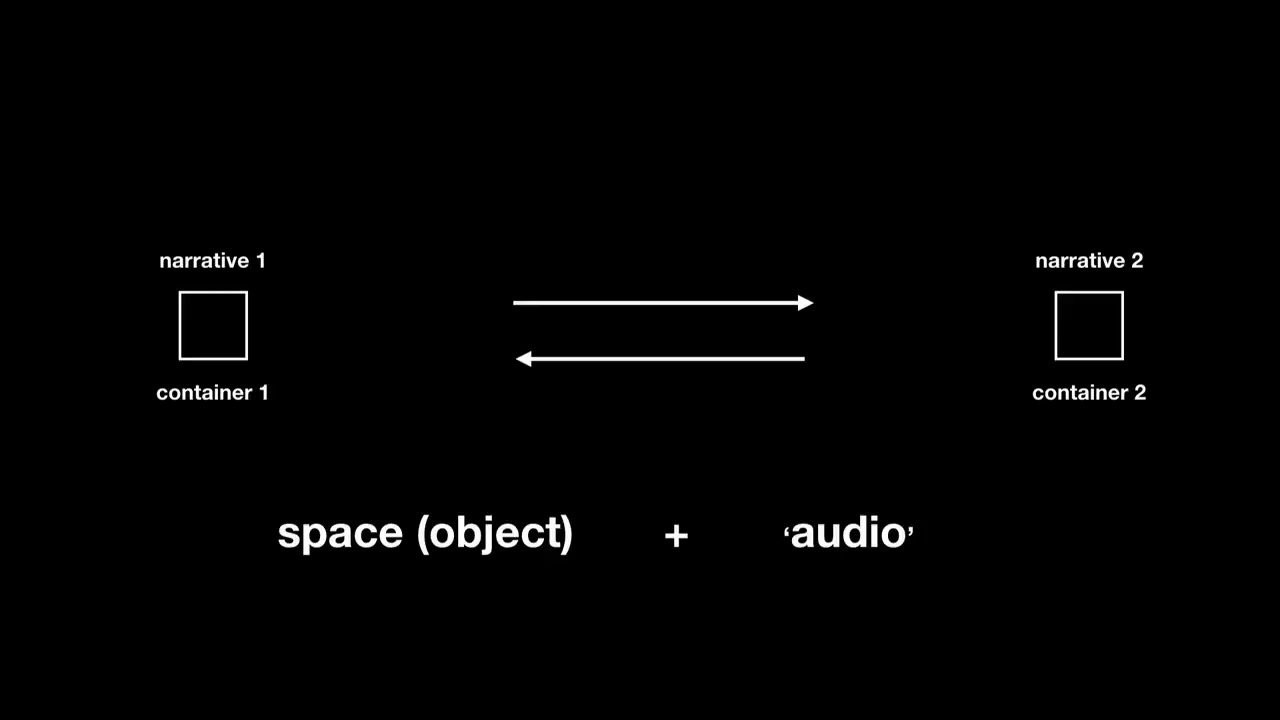 narrative 1
narrative 2
container 1
container 2
space (object) + ‘audio’